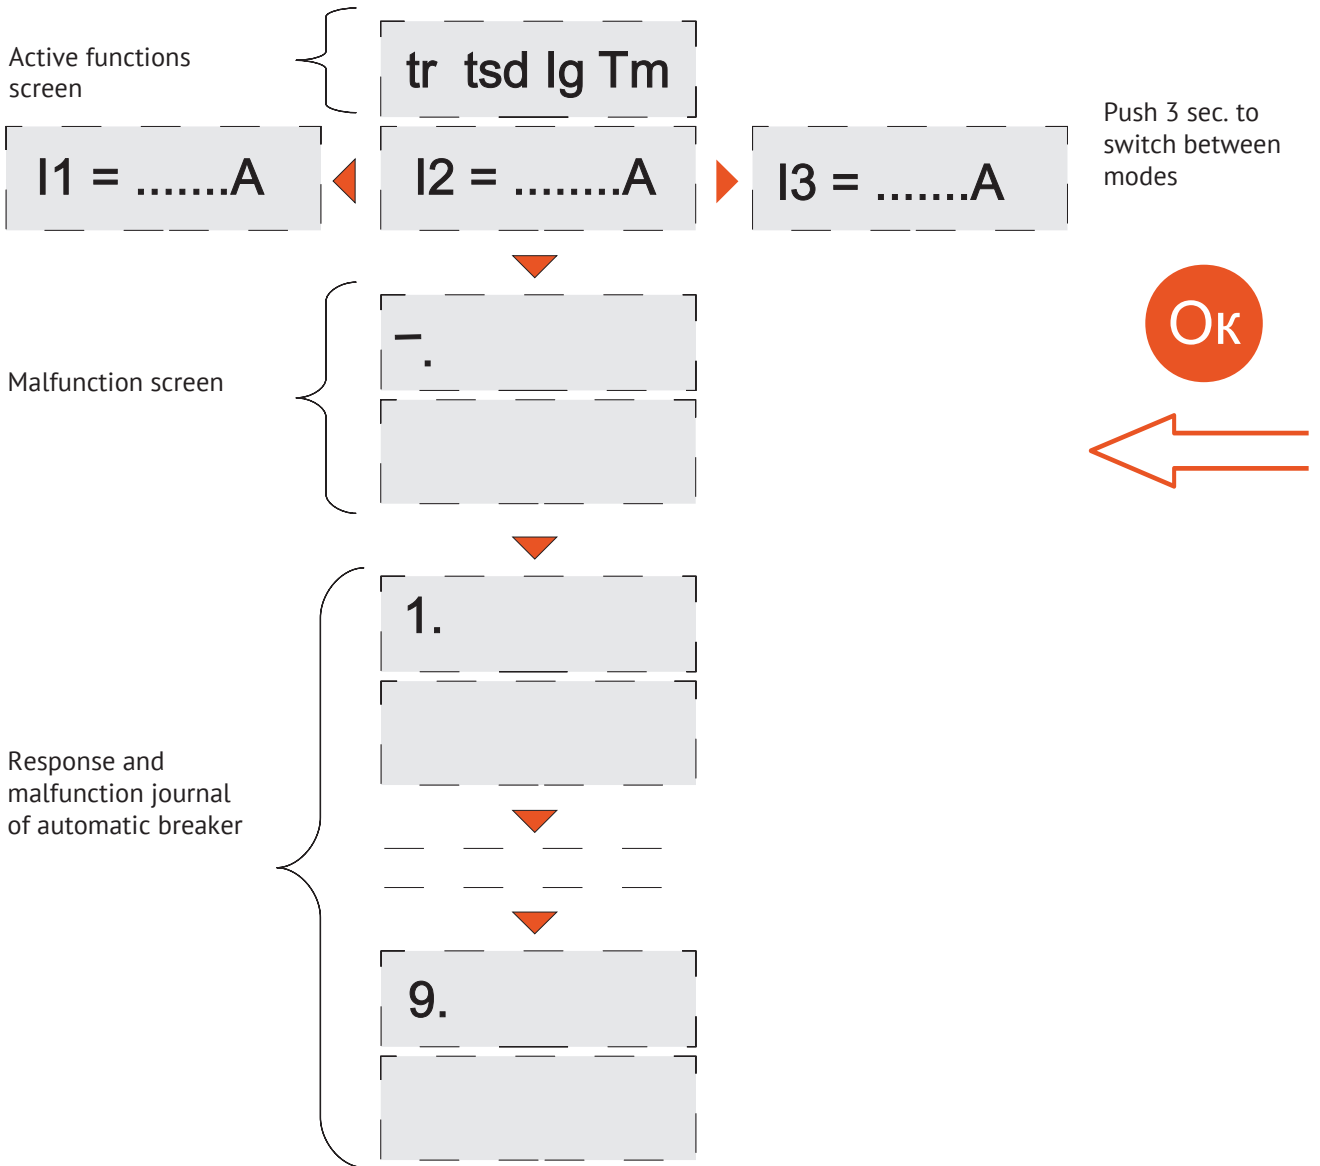 Active functions
screen
tr tsd Ig Tm
Push 3 sec. to
switch between
modes
I1 = .......A
I2 = ........A
I3 = .......A
Ок
–.
Malfunction screen
1.
Response and
malfunction journal
of automatic breaker
9.